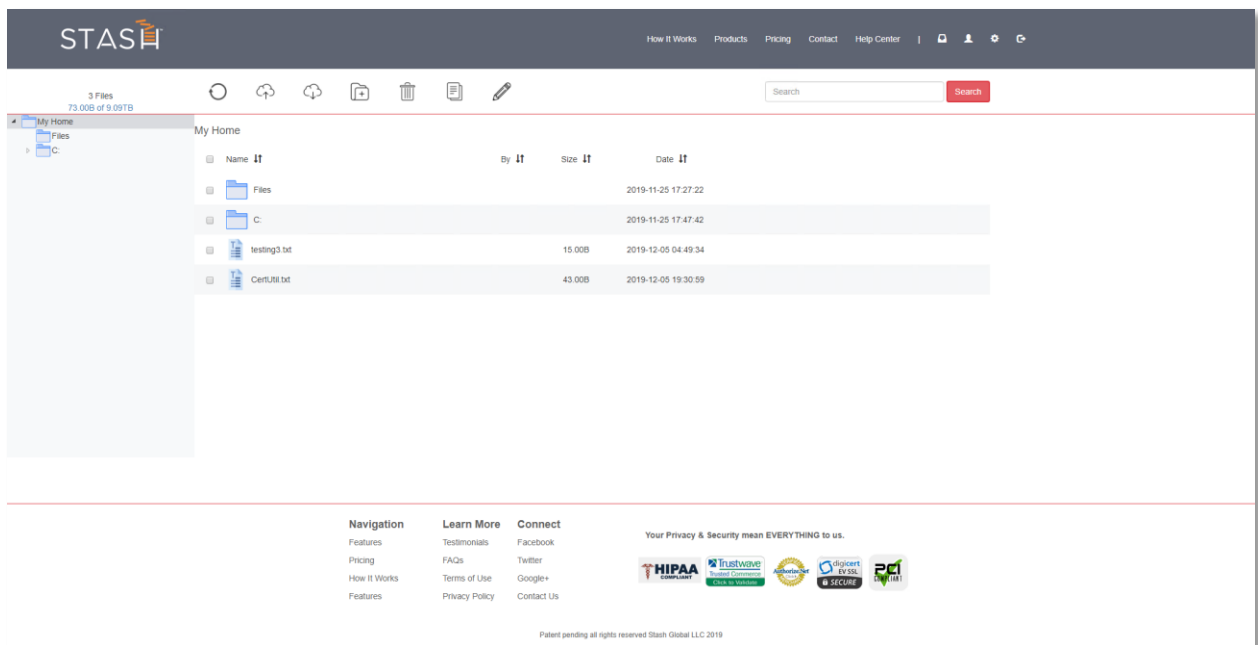 STASH
How It Works Products Pricing Contact Help Center |
3 Files
73.00B of 9.09TB
Search Search
My Home
Files
C:
My Home
Name By Size Date
Files 2019-11-25 17:27:22
C: 2019-11-25 17:47:42
testing3.txt 15.00B 2019-12-05 04:49:34
CertUtil.txt 43.00B 2019-12-05 19:30:59
Navigation
Features
Pricing
How It Works
Features
Learn More
Testimonials
FAQs
Terms of Use
Privacy Policy
Connect
Facebook
Twitter
Google+
Contact Us
Your Privacy & Security mean EVERYTHING to us.
HIPAA
COMPLIANT
Trustwave
Trusted Commerce
Click to Validate
Authorize.Net
digicert
EV SSL
SECURE
PCI
COMPLIANT
Patent pending all rights reserved Stash Global LLC 2019